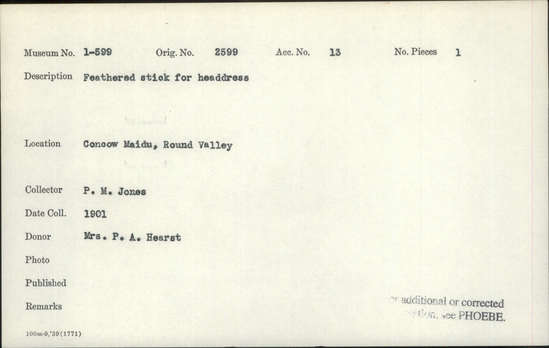 Museum No. 1-599 Orig. No. 2599 Acc. No. 13 No. Pieces 1
Description Feathered stick for headdress
Location Concow Maidu, Round Valley
Collector P. M. Jones
Date Coll. 1901
Donor Mrs. P. A. Hearst
Photo
Published
Remarks
additional or corrected
see PHOEBE.
100m-9,'39(1771)